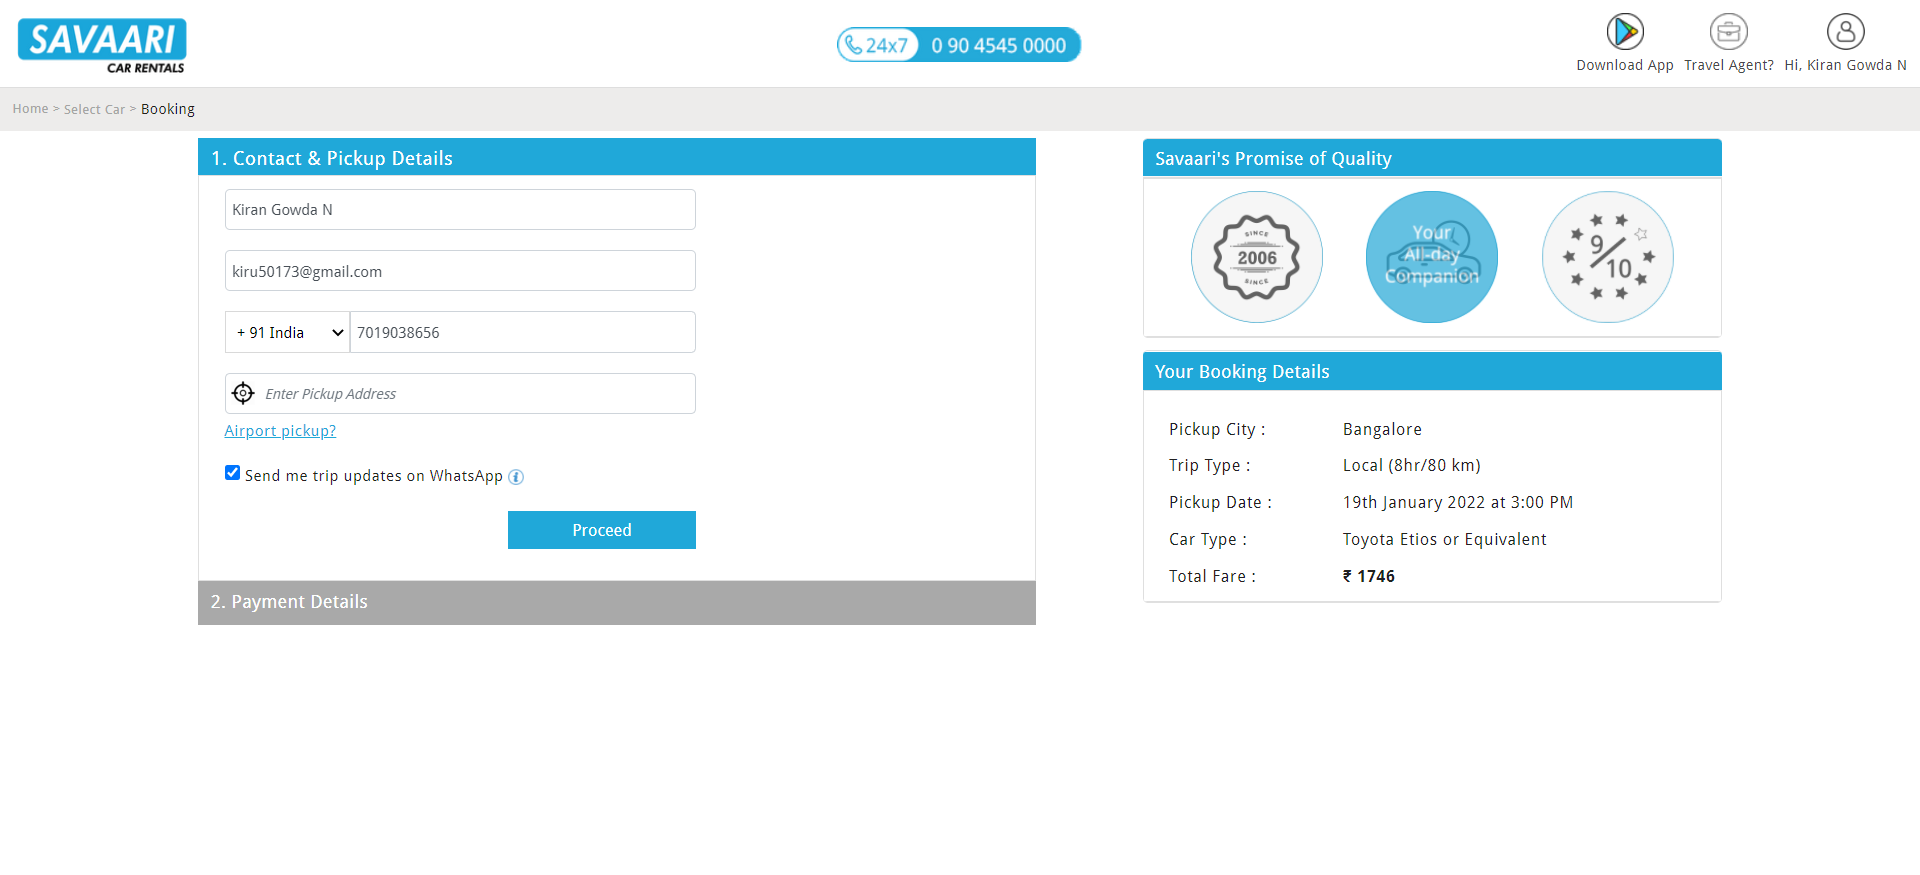 SAVAARI
CAR RENTALS
24x7 0 90 4545 0000
Download App
Travel Agent?
Hi, Kiran Gowda N
Home > Select Car > Booking
1. Contact & Pickup Details
Kiran Gowda N
kiru50173@gmail.com
+ 91 India
7019038656
Enter Pickup Address
Airport pickup?
Send me trip updates on WhatsApp i
Proceed
2. Payment Details
Savaari's Promise of Quality
SINCE
2006
SINCE
Your
All-day
Companion
9/10
Your Booking Details
Pickup City : Bangalore
Trip Type : Local (8hr/80 km)
Pickup Date : 19th January 2022 at 3:00 PM
Car Type : Toyota Etios or Equivalent
Total Fare : ₹ 1746